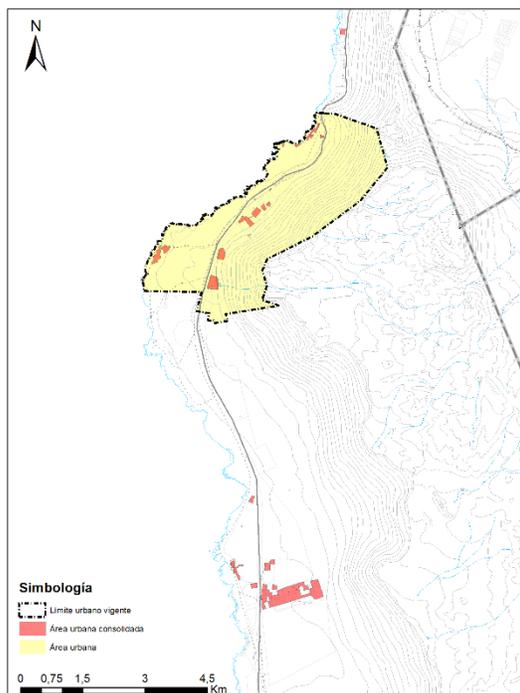 N
Simbología
Límite urbano vigente
Área urbana consolidada
Área urbana
0 0,75 1,5 3 4,5
Km